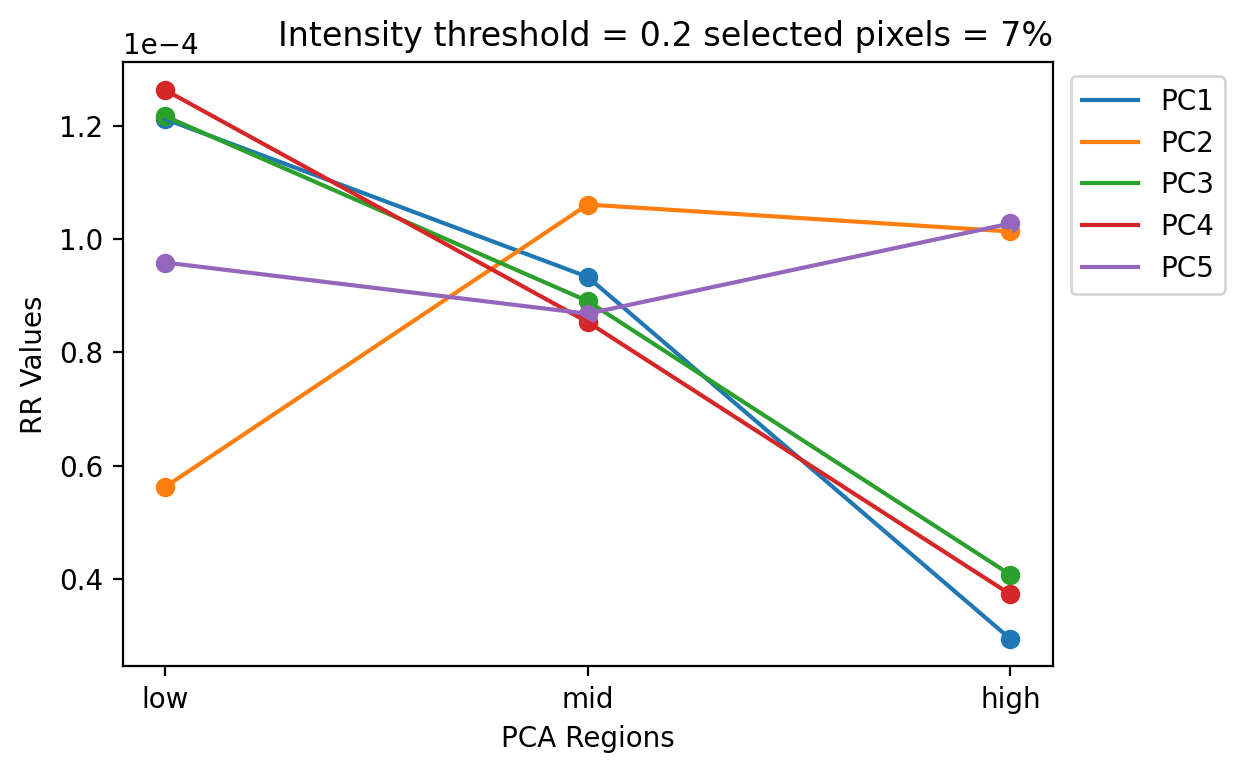 Intensity threshold = 0.2 selected pixels = 7%
1e−4
1.2
1.0
0.8
0.6
0.4
RR Values
low
mid
high
PCA Regions
PC1
PC2
PC3
PC4
PC5